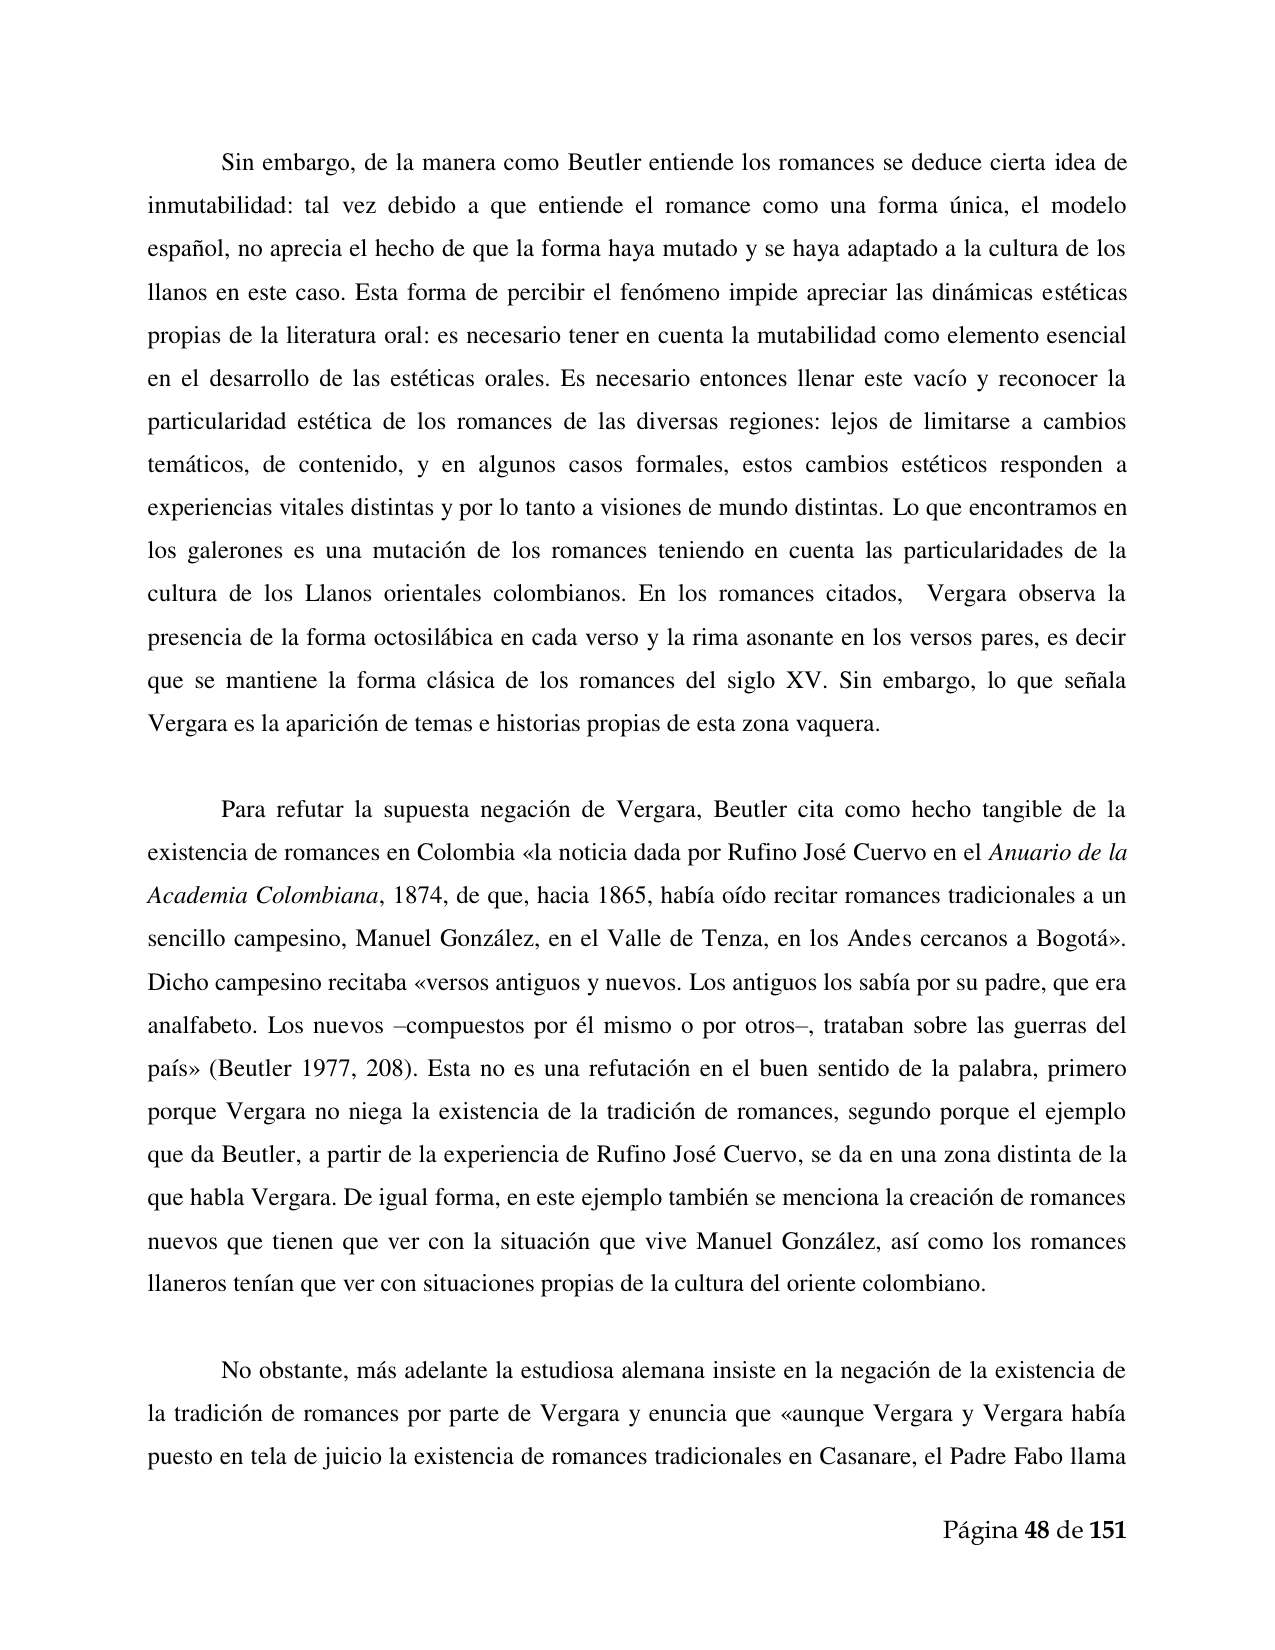 Sin embargo, de la manera como Beutler entiende los romances se deduce cierta idea de
inmutabilidad: tal vez debido a que entiende el romance como una forma única, el modelo
español, no aprecia el hecho de que la forma haya mutado y se haya adaptado a la cultura de los
llanos en este caso. Esta forma de percibir el fenómeno impide apreciar las dinámicas estéticas
propias de la literatura oral: es necesario tener en cuenta la mutabilidad como elemento esencial
en el desarrollo de las estéticas orales. Es necesario entonces llenar este vacío y reconocer la
particularidad estética de los romances de las diversas regiones: lejos de limitarse a cambios
temáticos, de contenido, y en algunos casos formales, estos cambios estéticos responden a
experiencias vitales distintas y por lo tanto a visiones de mundo distintas. Lo que encontramos en
los galerones es una mutación de los romances teniendo en cuenta las particularidades de la
cultura de los Llanos orientales colombianos. En los romances citados, Vergara observa la
presencia de la forma octosilábica en cada verso y la rima asonante en los versos pares, es decir
que se mantiene la forma clásica de los romances del siglo XV. Sin embargo, lo que señala
Vergara es la aparición de temas e historias propias de esta zona vaquera.
Para refutar la supuesta negación de Vergara, Beutler cita como hecho tangible de la
existencia de romances en Colombia «la noticia dada por Rufino José Cuervo en el Anuario de la
Academia Colombiana, 1874, de que, hacia 1865, había oído recitar romances tradicionales a un
sencillo campesino, Manuel González, en el Valle de Tenza, en los Andes cercanos a Bogotá».
Dicho campesino recitaba «versos antiguos y nuevos. Los antiguos los sabía por su padre, que era
analfabeto. Los nuevos –compuestos por él mismo o por otros–, trataban sobre las guerras del
país» (Beutler 1977, 208). Esta no es una refutación en el buen sentido de la palabra, primero
porque Vergara no niega la existencia de la tradición de romances, segundo porque el ejemplo
que da Beutler, a partir de la experiencia de Rufino José Cuervo, se da en una zona distinta de la
que habla Vergara. De igual forma, en este ejemplo también se menciona la creación de romances
nuevos que tienen que ver con la situación que vive Manuel González, así como los romances
llaneros tenían que ver con situaciones propias de la cultura del oriente colombiano.
No obstante, más adelante la estudiosa alemana insiste en la negación de la existencia de
la tradición de romances por parte de Vergara y enuncia que «aunque Vergara y Vergara había
puesto en tela de juicio la existencia de romances tradicionales en Casanare, el Padre Fabo llama
Página 48 de 151